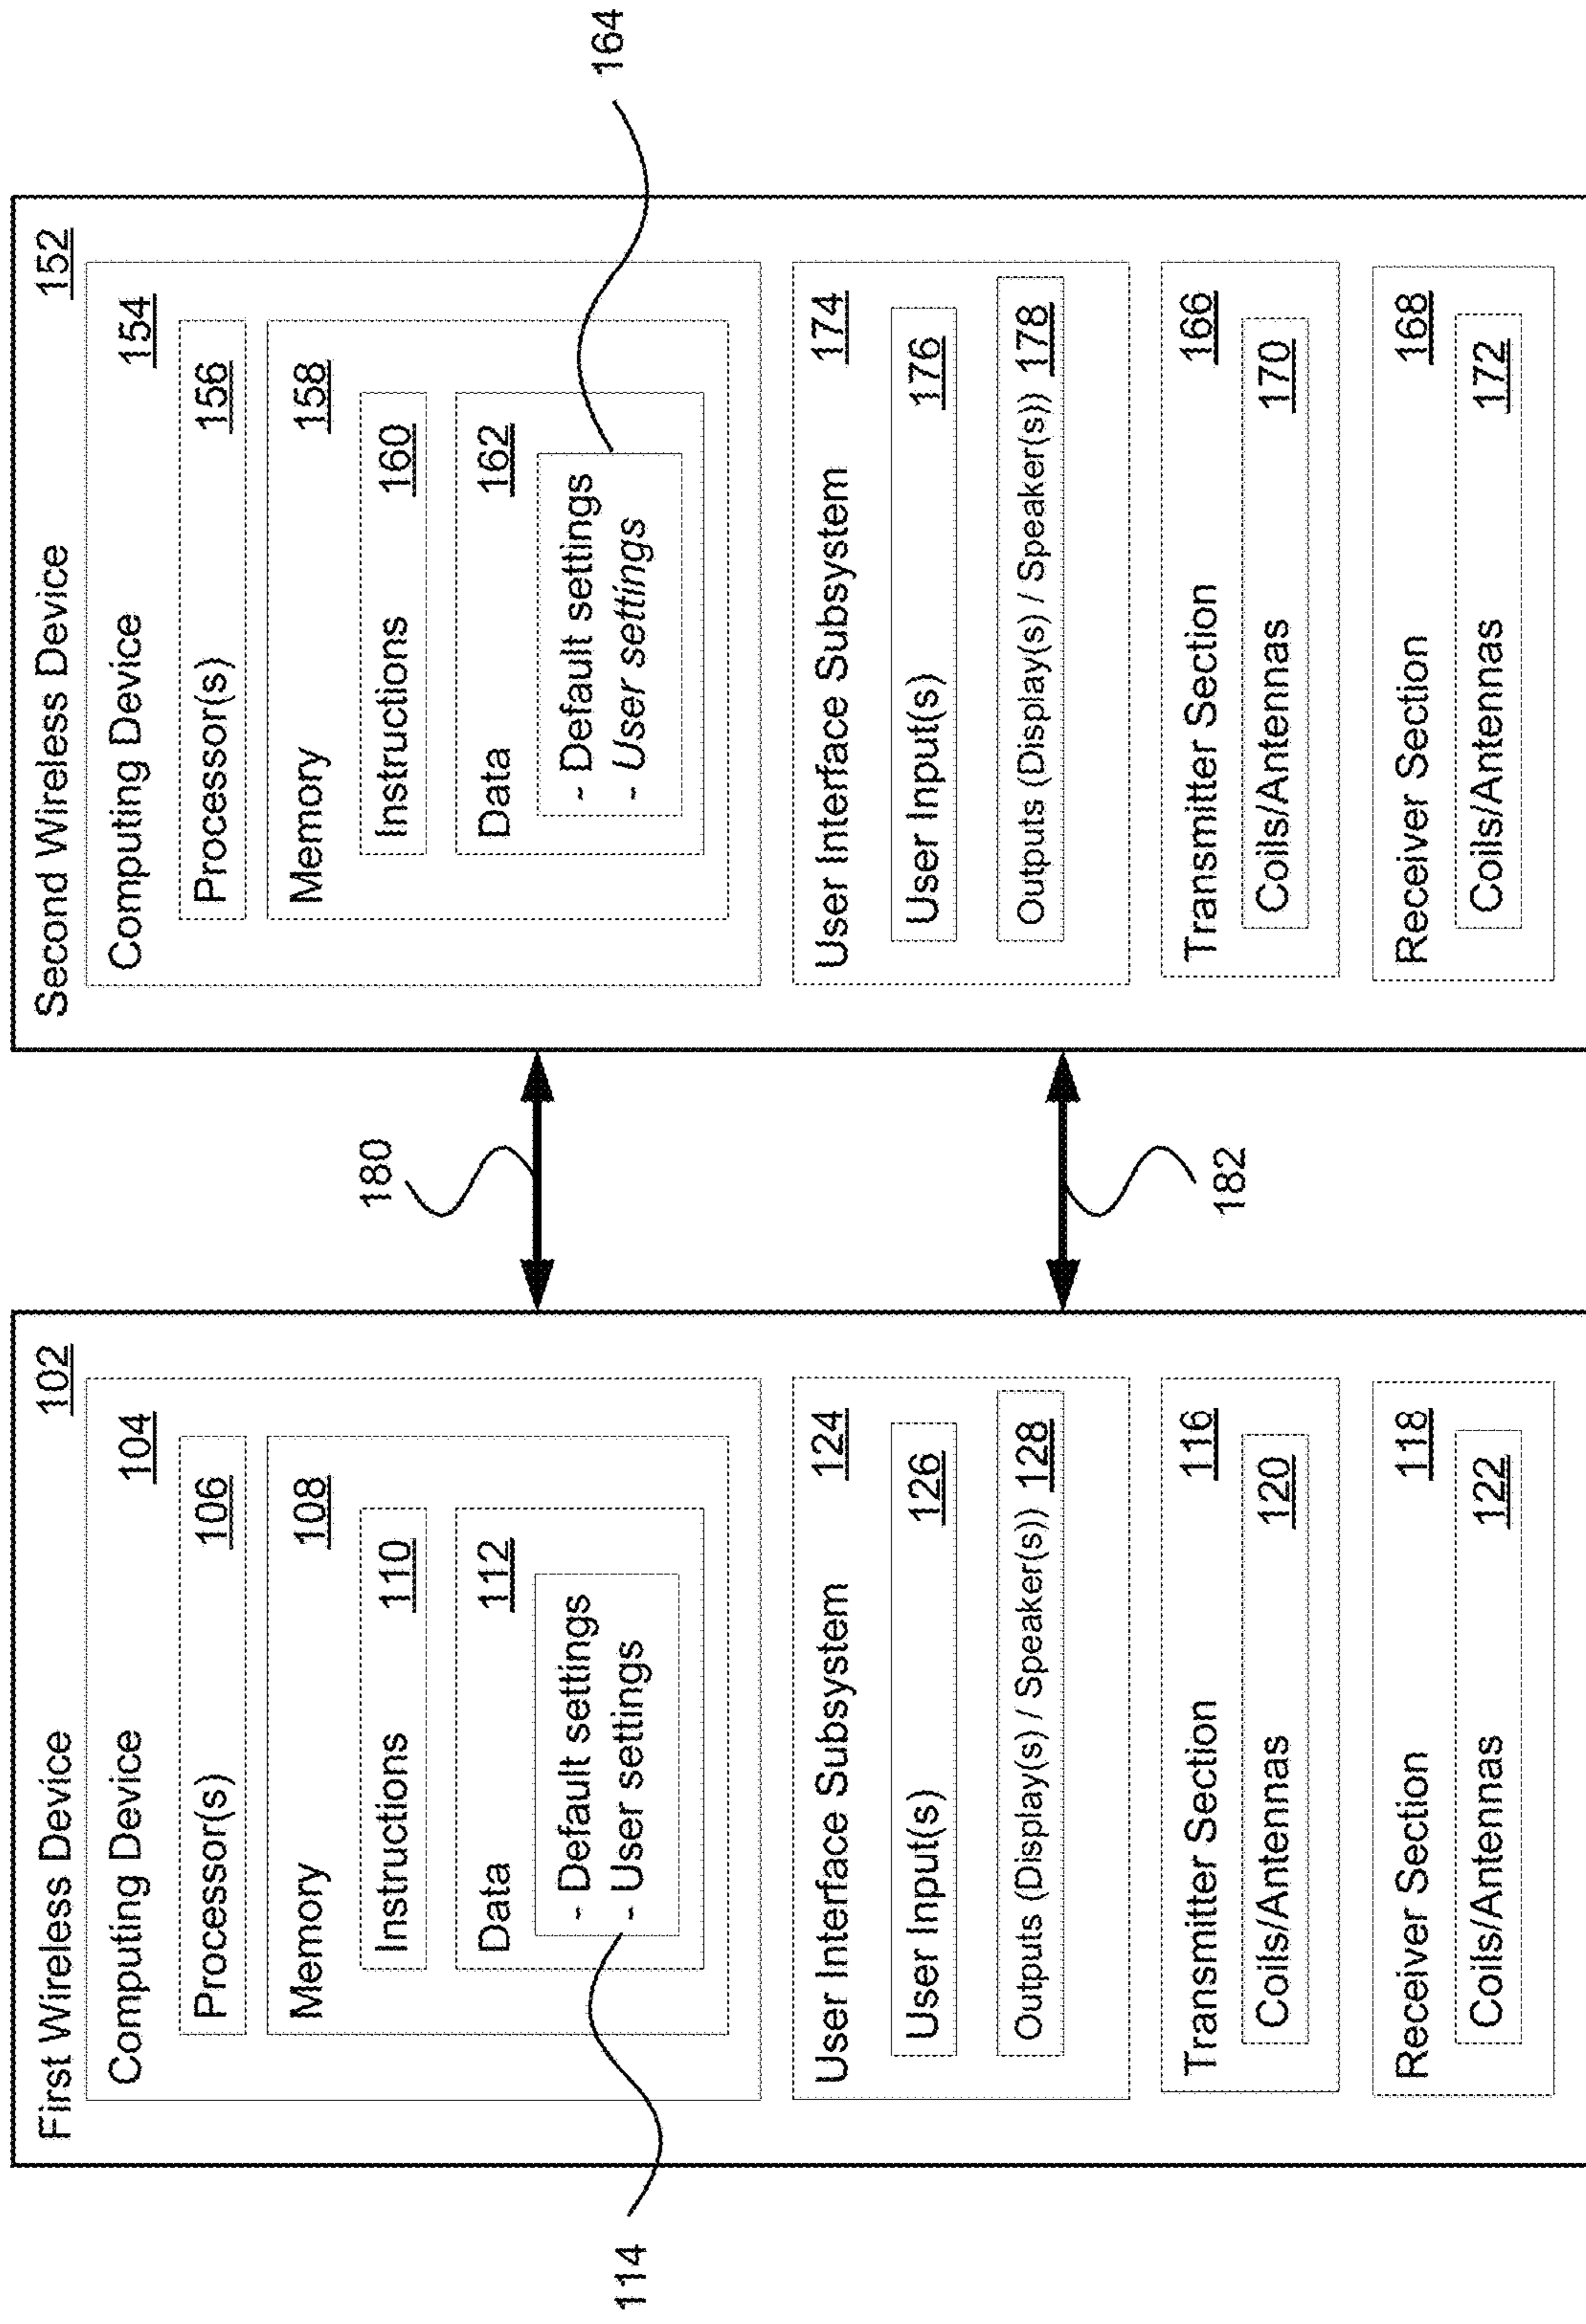 First Wireless Device 102
Computing Device 104
Processor(s) 106
Memory 108
Instructions 110
Data 112
- Default settings
- User settings
114
User Interface Subsystem 124
User Input(s) 126
Outputs (Display(s) / Speaker(s)) 128
Transmitter Section 116
Coils/Antennas 120
Receiver Section 118
Coils/Antennas 122
180
182
Second Wireless Device 152
Computing Device 154
Processor(s) 156
Memory 158
Instructions 160
Data 162
- Default settings
- User settings
164
User Interface Subsystem 174
User Input(s) 176
Outputs (Display(s) / Speaker(s)) 178
Transmitter Section 166
Coils/Antennas 170
Receiver Section 168
Coils/Antennas 172